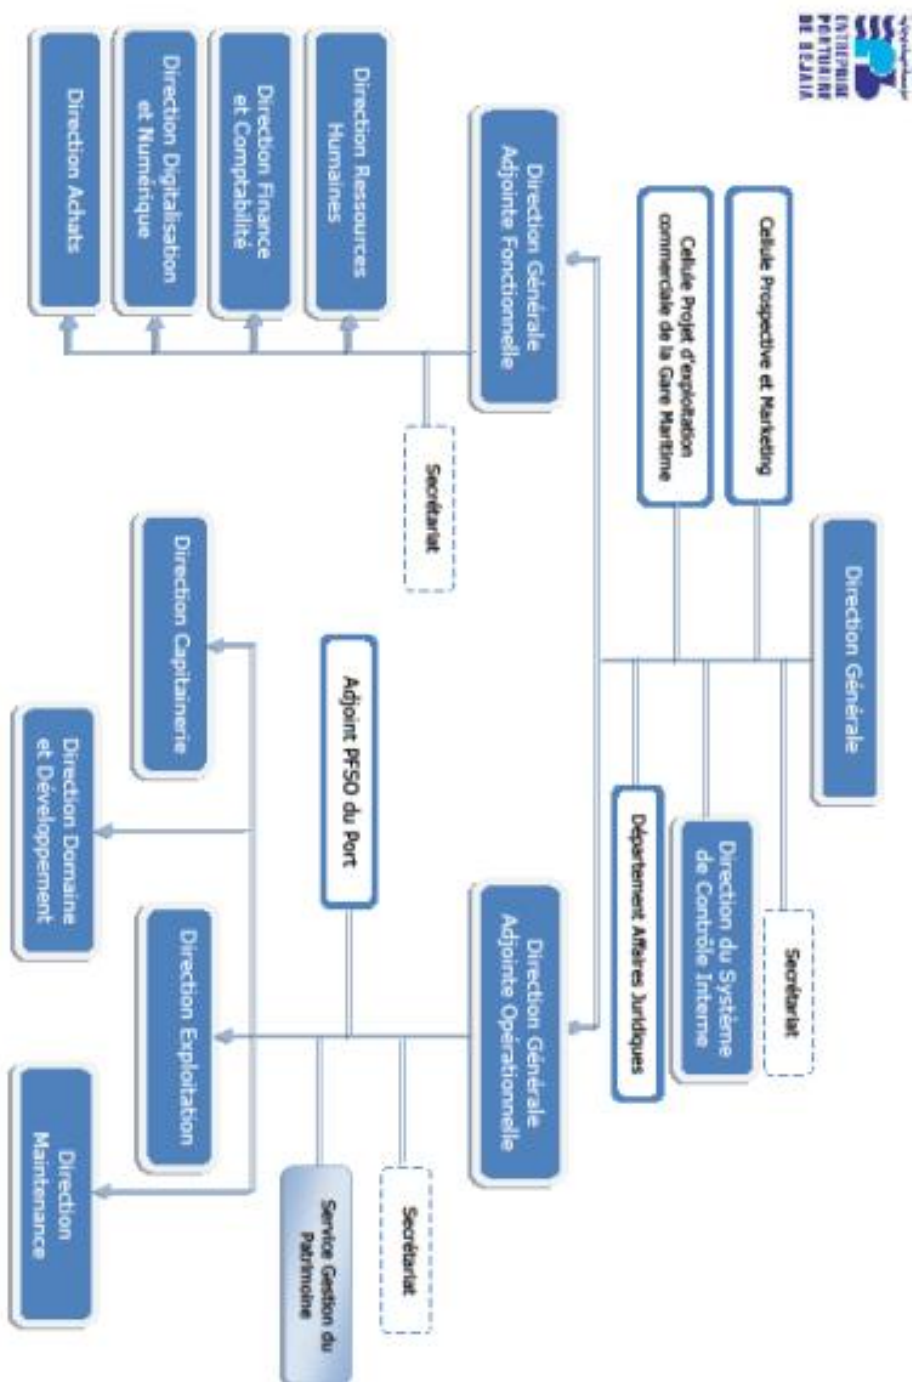 ENTREPRISE
PORTUAIRE
DE BEJAIA
Direction Générale
Secrétariat
Cellule Prospective et Marketing
Direction du Système
de Contrôle Interne
Cellule Projet d'exploitation
commerciale de la Gare Maritime
Département Affaires Juridiques
Direction Générale
Adjointe Fonctionnelle
Direction Générale
Adjointe Opérationnelle
Secrétariat
Secrétariat
Direction Ressources
Humaines
Direction Finance
et Comptabilité
Direction Digitalisation
et Numérique
Direction Achats
Adjoint PFSO du Port
Service Gestion du
Patrimoine
Direction Capitainerie
Direction Exploitation
Direction Domaine
et Développement
Direction
Maintenance